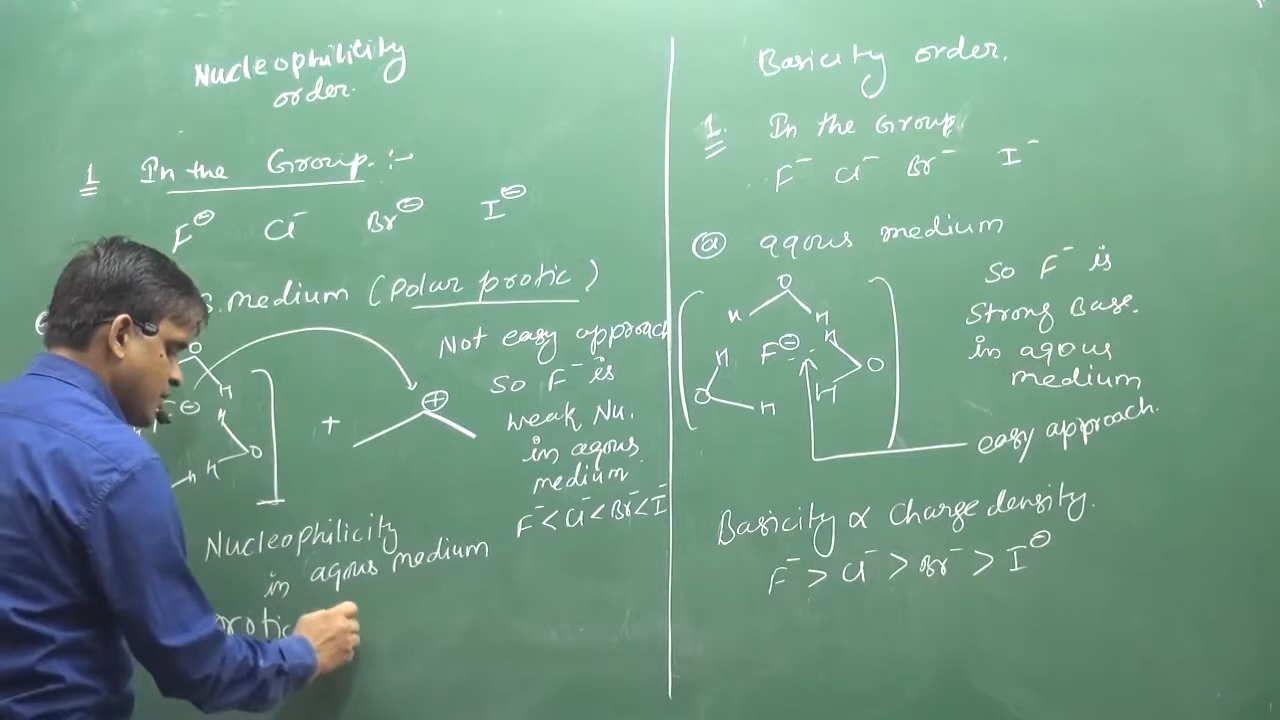 Nucleophilicity
order.
1 In the Group :-
F⊖ Cl⁻ Br⊖ I⊖
medium (Polar protic)
O
H
⊖
H
O
H
H
+
⊕
Not easy approach
So F⁻ is
weak Nu.
in aqous
medium
F⁻ < Cl⁻ < Br⁻ < I⁻
Nucleophilicity
in aqous medium
protic
Basicity order.
1. In the Group
F⁻ Cl⁻ Br⁻ I⁻
(a) aqous medium
O
H H
F⊖
H
O
H
H
O
H
So F⁻ is
Strong Base.
in aqous
medium
easy approach.
Basicity ∝ Charge density.
F⁻ > Cl⁻ > Br⁻ > I⊖